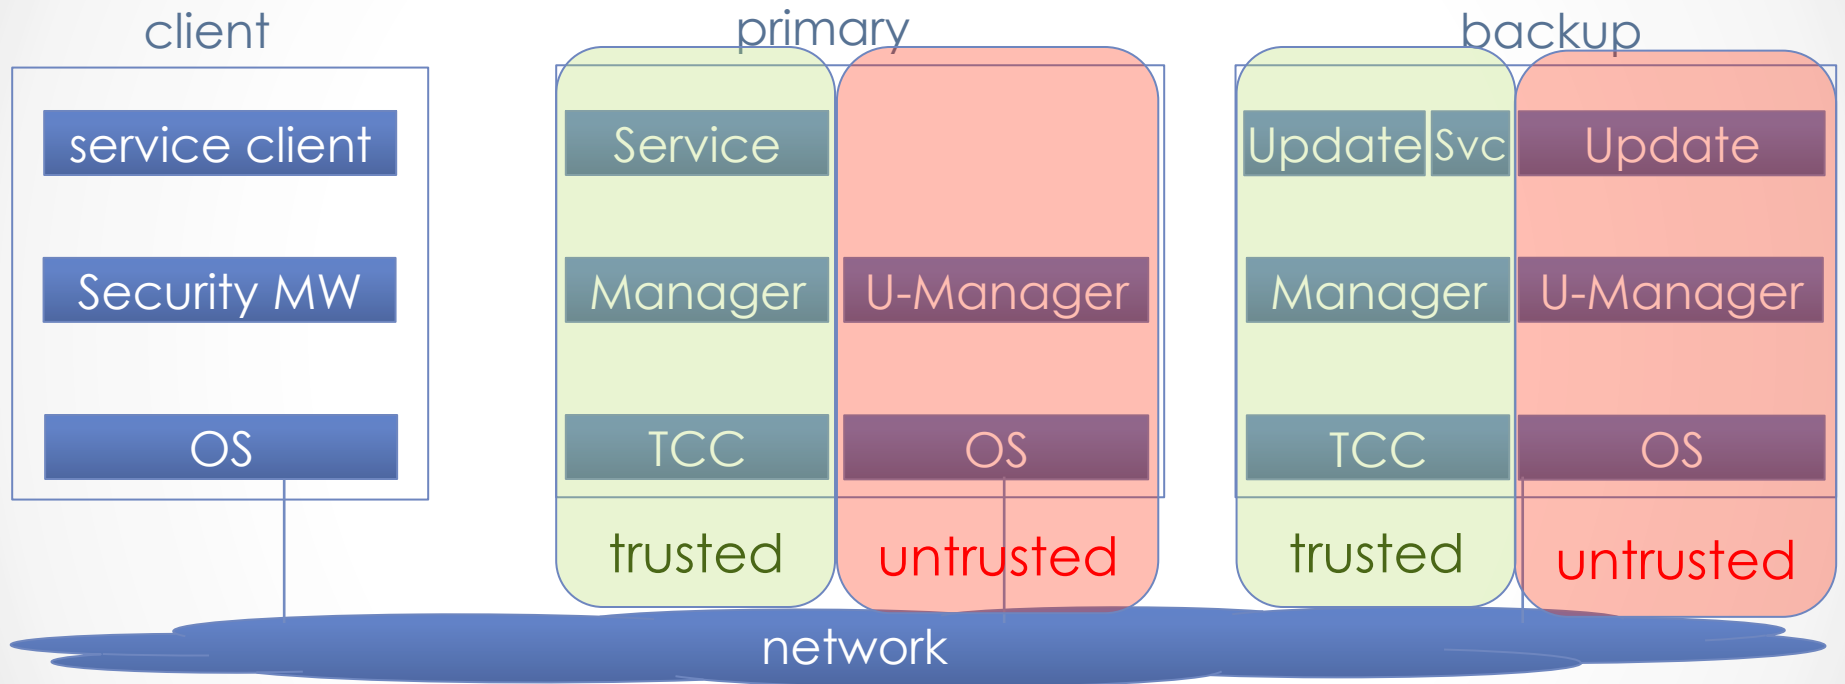 client
primary
backup
service client
Service
Update
Svc
Update
Security MW
Manager
U-Manager
Manager
U-Manager
OS
TCC
OS
TCC
OS
trusted
untrusted
trusted
untrusted
network